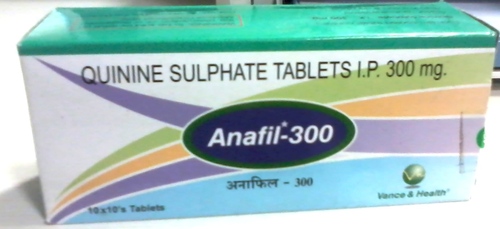 QUININE SULPHATE TABLETS I.P. 300 mg.
Anafil*-300
अनाफिल - 300
10x10's Tablets
Vance & Health*